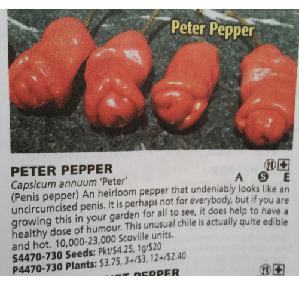 Peter Pepper
PETER PEPPER
A S E
Capsicum annuum 'Peter'
(Penis pepper) An heirloom pepper that undeniably looks like an
uncircumcised penis. It is perhaps not for everybody, but if you are
growing this in your garden for all to see, it does help to have a
healthy dose of humour. This unusual chile is actually quite edible
and hot. 10,000-23,000 Scoville units.
S4470-730 Seeds: Pkt/$4.25, 1g/$20
P4470-730 Plants: $3.75, 3+/$3, 12+/$2.40
PEPPER